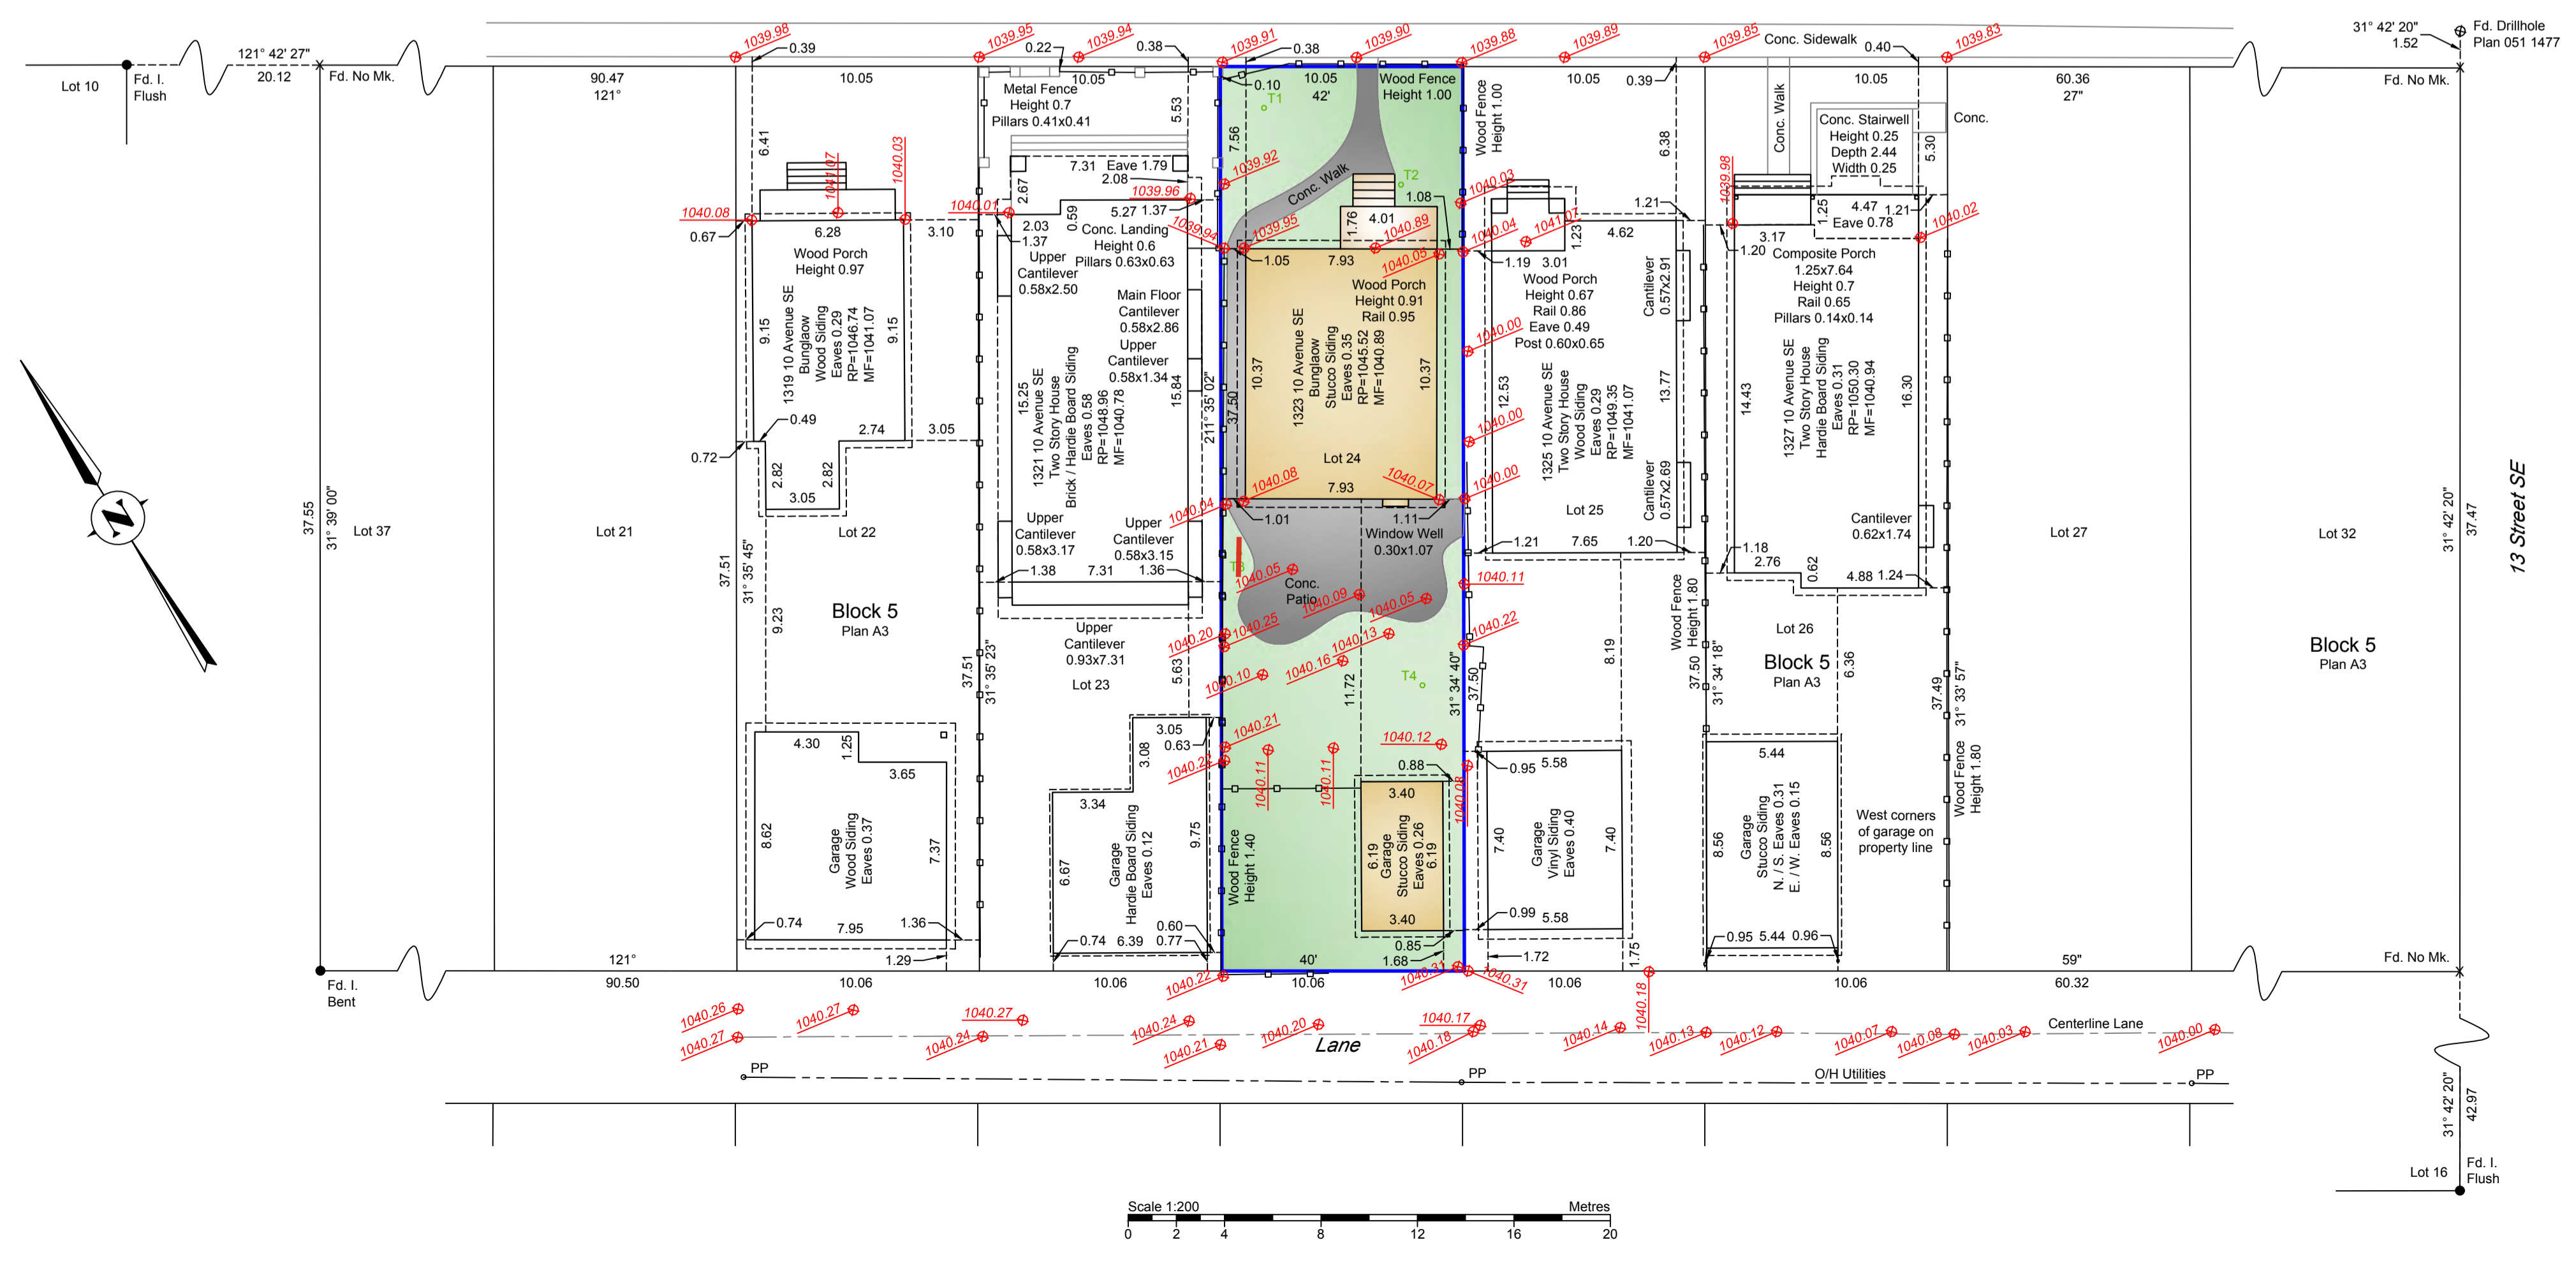 1039.98
1039.95
1039.94
1039.91
1039.90
1039.88
1039.89
1039.85
1039.83
31° 42' 20"
1.52
Fd. Drillhole
Plan 051 1477
121° 42' 27"
20.12
0.39
0.22
0.38
0.38
Conc. Sidewalk
0.40
Lot 10
Fd. I.
Flush
Fd. No Mk.
90.47
121°
10.05
10.05
10.05
42'
10.05
10.05
60.36
27"
Fd. No Mk.
Metal Fence
Height 0.7
Pillars 0.41x0.41
5.53
0.10
T1
7.56
Wood Fence
Height 1.00
Wood Fence
Height 1.00
0.39
6.38
Conc. Walk
Conc. Stairwell
Height 0.25
Depth 2.44
Width 0.25
Conc.
5.30
6.41
1041.07
1040.03
1040.08
0.67
6.28
3.10
Wood Porch
Height 0.97
1319 10 Avenue SE
Bunglaow
Wood Siding
Eaves 0.29
RP=1046.74
MF=1041.07
9.15
9.15
0.49
2.74
3.05
0.72
2.82
2.82
3.05
7.31
Eave 1.79
2.08
2.67
1039.96
1040.01
0.59
5.27
1.37
2.03
1.37
Conc. Landing
Height 0.6
Pillars 0.63x0.63
Upper
Cantilever
0.58x2.50
Main Floor
Cantilever
0.58x2.86
Upper
Cantilever
0.58x1.34
1321 10 Avenue SE
Two Story House
Brick / Hardie Board Siding
Eaves 0.58
RP=1048.96
MF=1040.78
15.25
15.84
211° 35' 02"
37.50
Upper
Cantilever
0.58x3.17
Upper
Cantilever
0.58x3.15
1.38
7.31
1.36
Upper
Cantilever
0.93x7.31
5.63
Lot 23
1039.92
Conc. Walk
T2
1.08
1.76
4.01
1039.94
1039.95
1040.89
1040.05
1.05
7.93
Wood Porch
Height 0.91
Rail 0.95
1323 10 Avenue SE
Bunglaow
Stucco Siding
Eaves 0.35
RP=1045.52
MF=1040.89
10.37
10.37
Lot 24
7.93
1040.08
1040.07
1040.04
1.01
1.11
Window Well
0.30x1.07
T3
1040.05
Conc.
Patio
1040.09
1040.05
1040.20
1040.25
1040.13
1040.16
1040.10
11.72
T4
31° 34' 40"
37.50
1040.03
1040.04
1041.07
1.21
1.23
4.62
1.19
3.01
Wood Porch
Height 0.67
Rail 0.86
Eave 0.49
Post 0.60x0.65
Cantilever
0.57x2.91
1040.00
1040.00
1040.00
1325 10 Avenue SE
Two Story House
Wood Siding
Eaves 0.29
RP=1049.35
MF=1041.07
12.53
13.77
Cantilever
0.57x2.69
Lot 25
1.21
7.65
1.20
1040.11
1040.22
8.19
Wood Fence
Height 1.80
1039.98
1.25
4.47
1.21
Eave 0.78
1040.02
1.20
3.17
Composite Porch
1.25x7.64
Height 0.7
Rail 0.65
Pillars 0.14x0.14
1327 10 Avenue SE
Two Story House
Hardie Board Siding
Eaves 0.31
RP=1050.30
MF=1040.94
14.43
16.30
Cantilever
0.62x1.74
1.18
2.76
0.62
4.88
1.24
Lot 26
Block 5
Plan A3
37.50
31° 34' 18"
6.36
37.49
31° 33' 57"
Wood Fence
Height 1.80
37.55
31° 39' 00"
Lot 37
Lot 21
37.51
31° 35' 45"
Lot 22
Block 5
Plan A3
9.23
37.51
31° 35' 23"
Lot 27
Lot 32
31° 42' 20"
37.47
13 Street SE
Block 5
Plan A3
N
4.30
1.25
3.65
8.62
Garage
Wood Siding
Eaves 0.37
7.37
0.74
7.95
1.36
1.29
3.05
0.63
3.08
3.34
6.67
Garage
Hardie Board Siding
Eaves 0.12
9.75
0.60
0.74
6.39
0.77
1040.21
1040.22
1040.11
1040.11
1040.12
0.88
3.40
1040.08
Wood Fence
Height 1.40
6.19
Garage
Stucco Siding
Eaves 0.26
6.19
3.40
0.85
1.68
40'
0.95
5.58
7.40
Garage
Vinyl Siding
Eaves 0.40
7.40
0.99
5.58
1.72
1.75
5.44
8.56
Garage
Stucco Siding
N. / S. Eaves 0.31
E. / W. Eaves 0.15
8.56
West corners
of garage on
property line
0.95
5.44
0.96
Fd. I.
Bent
121°
90.50
10.06
10.06
1040.22
10.06
1040.31
1040.31
10.06
10.06
59"
60.32
Fd. No Mk.
1040.26
1040.27
1040.27
1040.27
1040.24
1040.24
1040.21
1040.20
1040.17
1040.18
1040.14
1040.18
1040.13
1040.12
1040.07
1040.08
1040.03
1040.00
Centerline Lane
Lane
PP
PP
O/H Utilities
PP
31° 42' 20"
42.97
Lot 16
Fd. I.
Flush
Scale 1:200
Metres
0 2 4 8 12 16 20